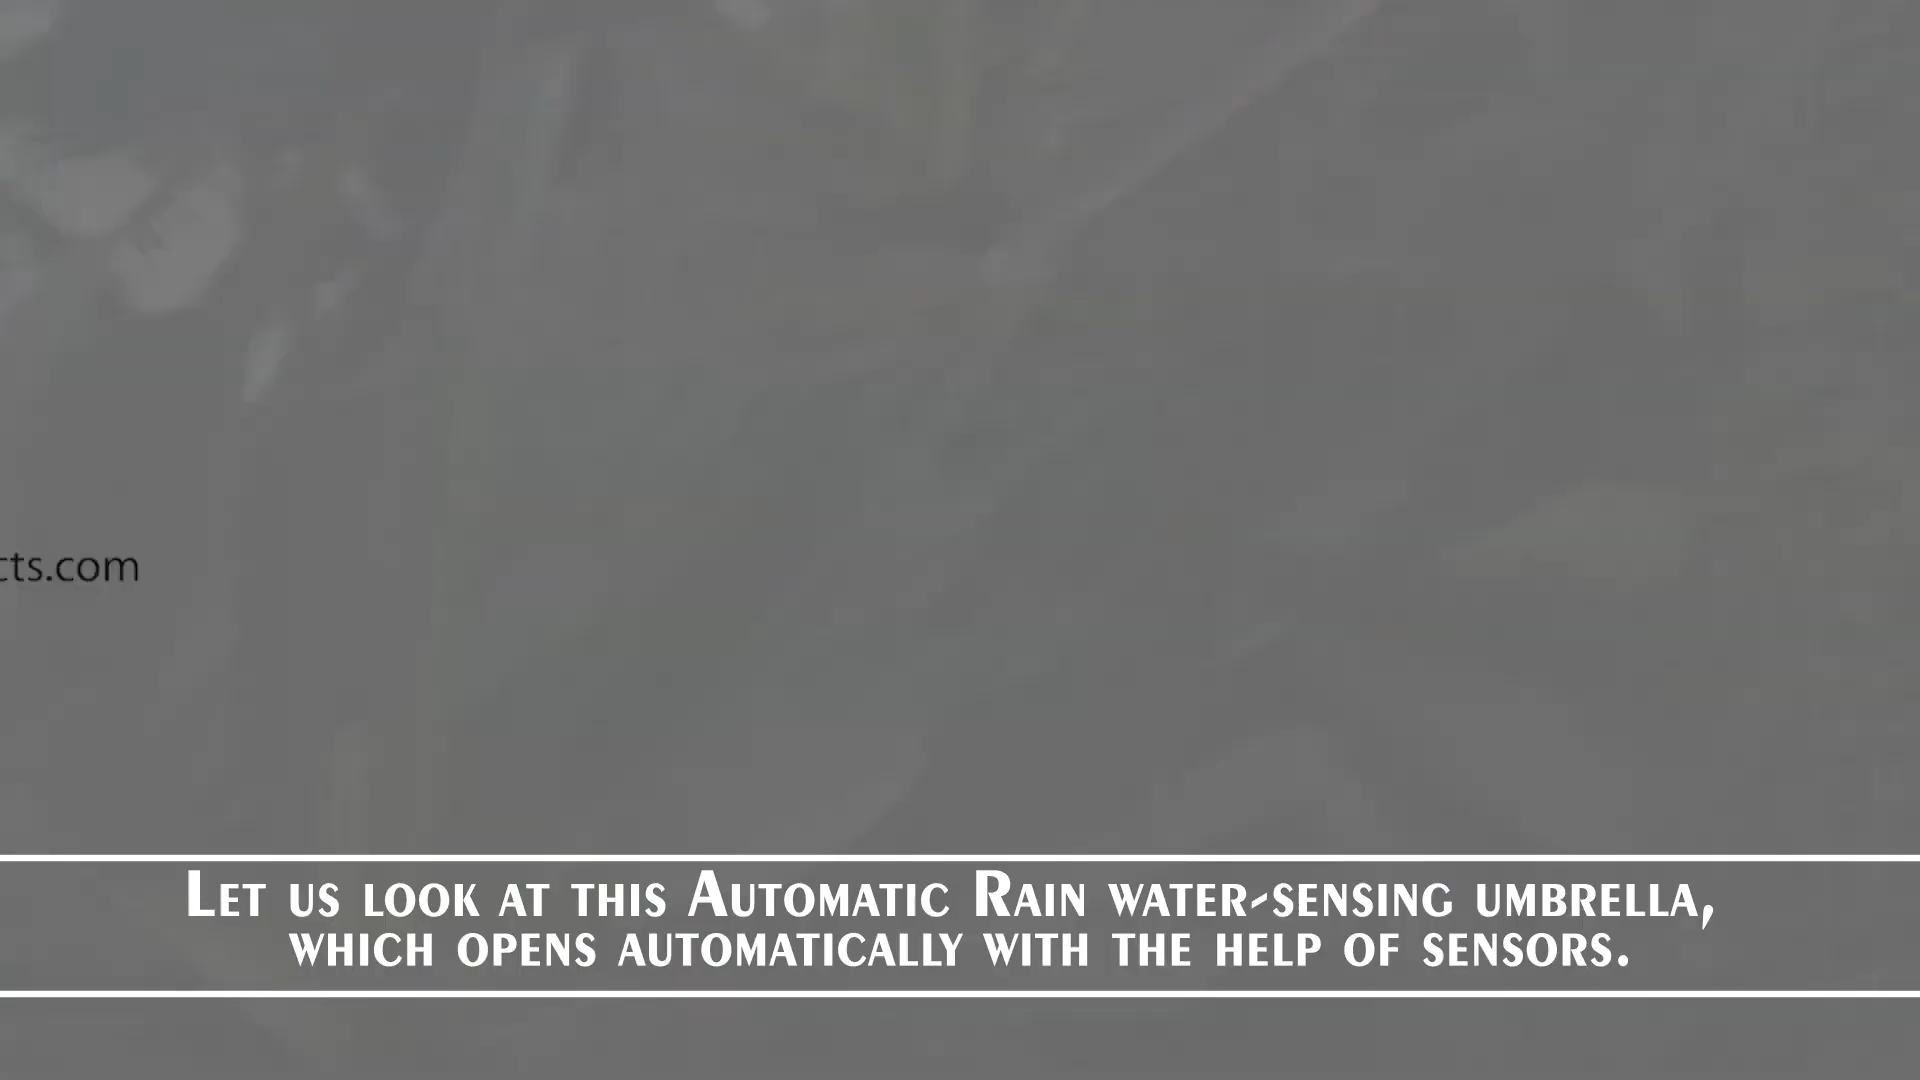 cts.com
Let us look at this Automatic Rain water-sensing umbrella,
which opens automatically with the help of sensors.